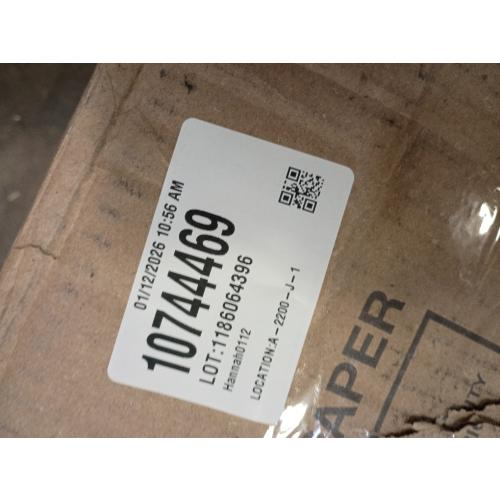 01/12/2026 10:56 AM
10744469
LOT:1186064396
Hannah0112
LOCATION:A-2200-J-1
APER